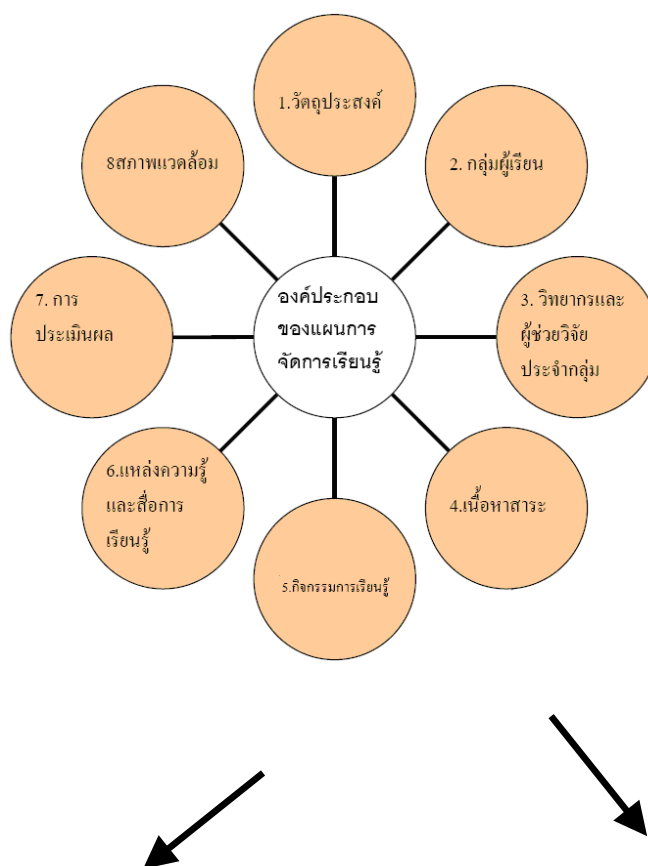 องค์ประกอบ
ของแผนการ
จัดการเรียนรู้
1.วัตถุประสงค์
2. กลุ่มผู้เรียน
3. วิทยากรและ
ผู้ช่วยวิจัย
ประจำกลุ่ม
4.เนื้อหาสาระ
5.กิจกรรมการเรียนรู้
6.แหล่งความรู้
และสื่อการ
เรียนรู้
7. การ
ประเมินผล
8สภาพแวดล้อม